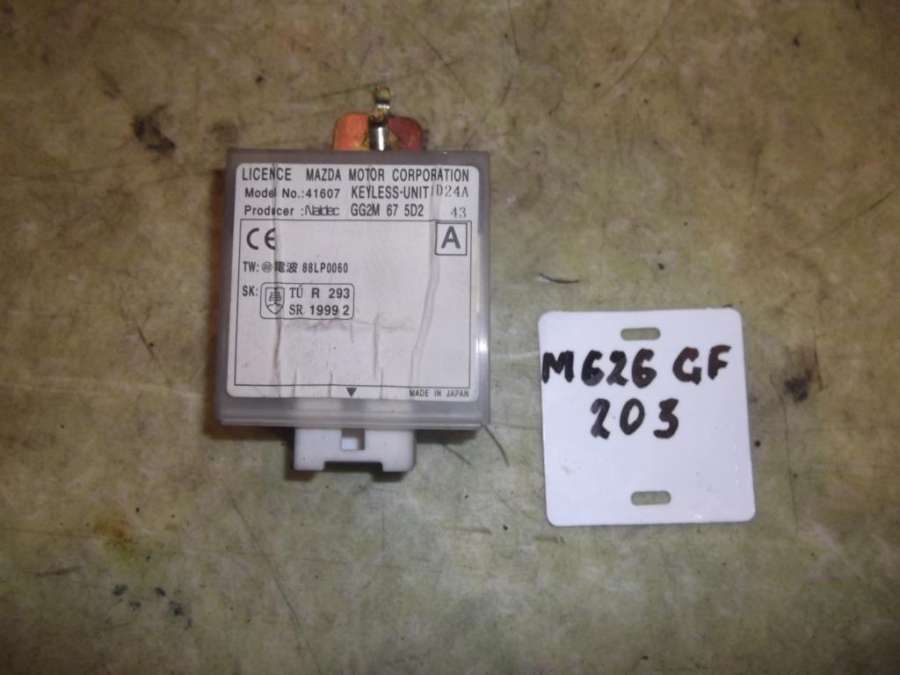 LICENCE MAZDA MOTOR CORPORATION
Model No.:41607 KEYLESS-UNIT D24A
Producer :Naldec GG2M 67 5D2 43
CE A
TW: 電波 88LP0060
SK: TÚ R 293
SR 1999 2
MADE IN JAPAN
M626 GF
203